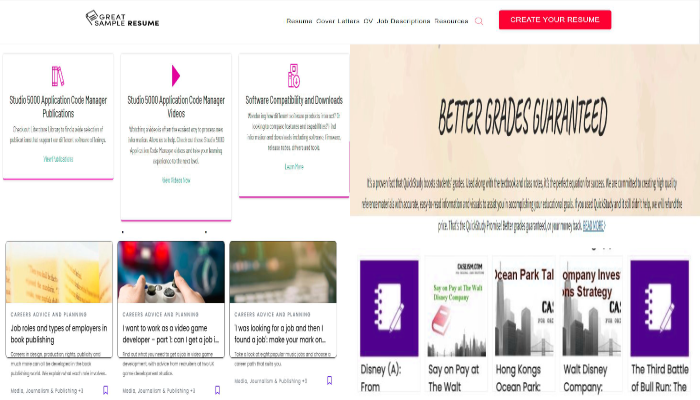 GREAT
SAMPLE RESUME
Resume Cover Letters CV Job Descriptions Resources
CREATE YOUR RESUME
Studio 5000 Application Code Manager
Publications
Check our Literature Library to find a wide selection of
publications that support our different software offerings.
View Publications
Studio 5000 Application Code Manager
Videos
Watching videos is often the easiest way to process new
information. Allow us to help. Check out these Studio 5000
Application Code Manager videos and take your learning
experience to the next level.
View Videos Now
Software Compatibility and Downloads
Wondering how different software products interact? Or
looking to compare features and capabilities? Find
information and downloads including software, firmware,
release notes, drivers and tools.
Learn More
BETTER GRADES GUARANTEED
It's a proven fact that QuickStudy boosts students' grades. Used along with the textbook and class notes, it's the perfect equation for success. We are committed to creating high quality
reference materials with accurate, easy-to-read information and visuals to assist you in accomplishing your educational goals. If you used QuickStudy and it still didn't help, we will refund the
price. That's the QuickStudy Promise! Better grades guaranteed, or your money back. READ MORE
CAREERS ADVICE AND PLANNING
Job roles and types of employers in
book publishing
Careers in design, production, rights, publicity and
much more can all be developed in the book
publishing world. We explain what each role involves.
Media, Journalism & Publishing +3
CAREERS ADVICE AND PLANNING
I want to work as a video game
developer – part 1: can I get a job i...
Find out what you need to get a job in video game
development, with advice from recruiters at two UK
game development studios.
Media, Journalism & Publishing +3
CAREERS ADVICE AND PLANNING
'I was looking for a job and then I
found a job': make your mark on...
Take a look at eight popular music jobs and choose a
career path that suits you.
Media, Journalism & Publishing +3
Disney (A):
From
CASEISM.COM
Say on Pay at The Walt
Disney Company
Say on Pay at
The Walt
Ocean Park Tal
Hong Kongs
Ocean Park:
ompany Inves
ons Strategy
Walt Disney
Company:
The Third Battle
of Bull Run: The